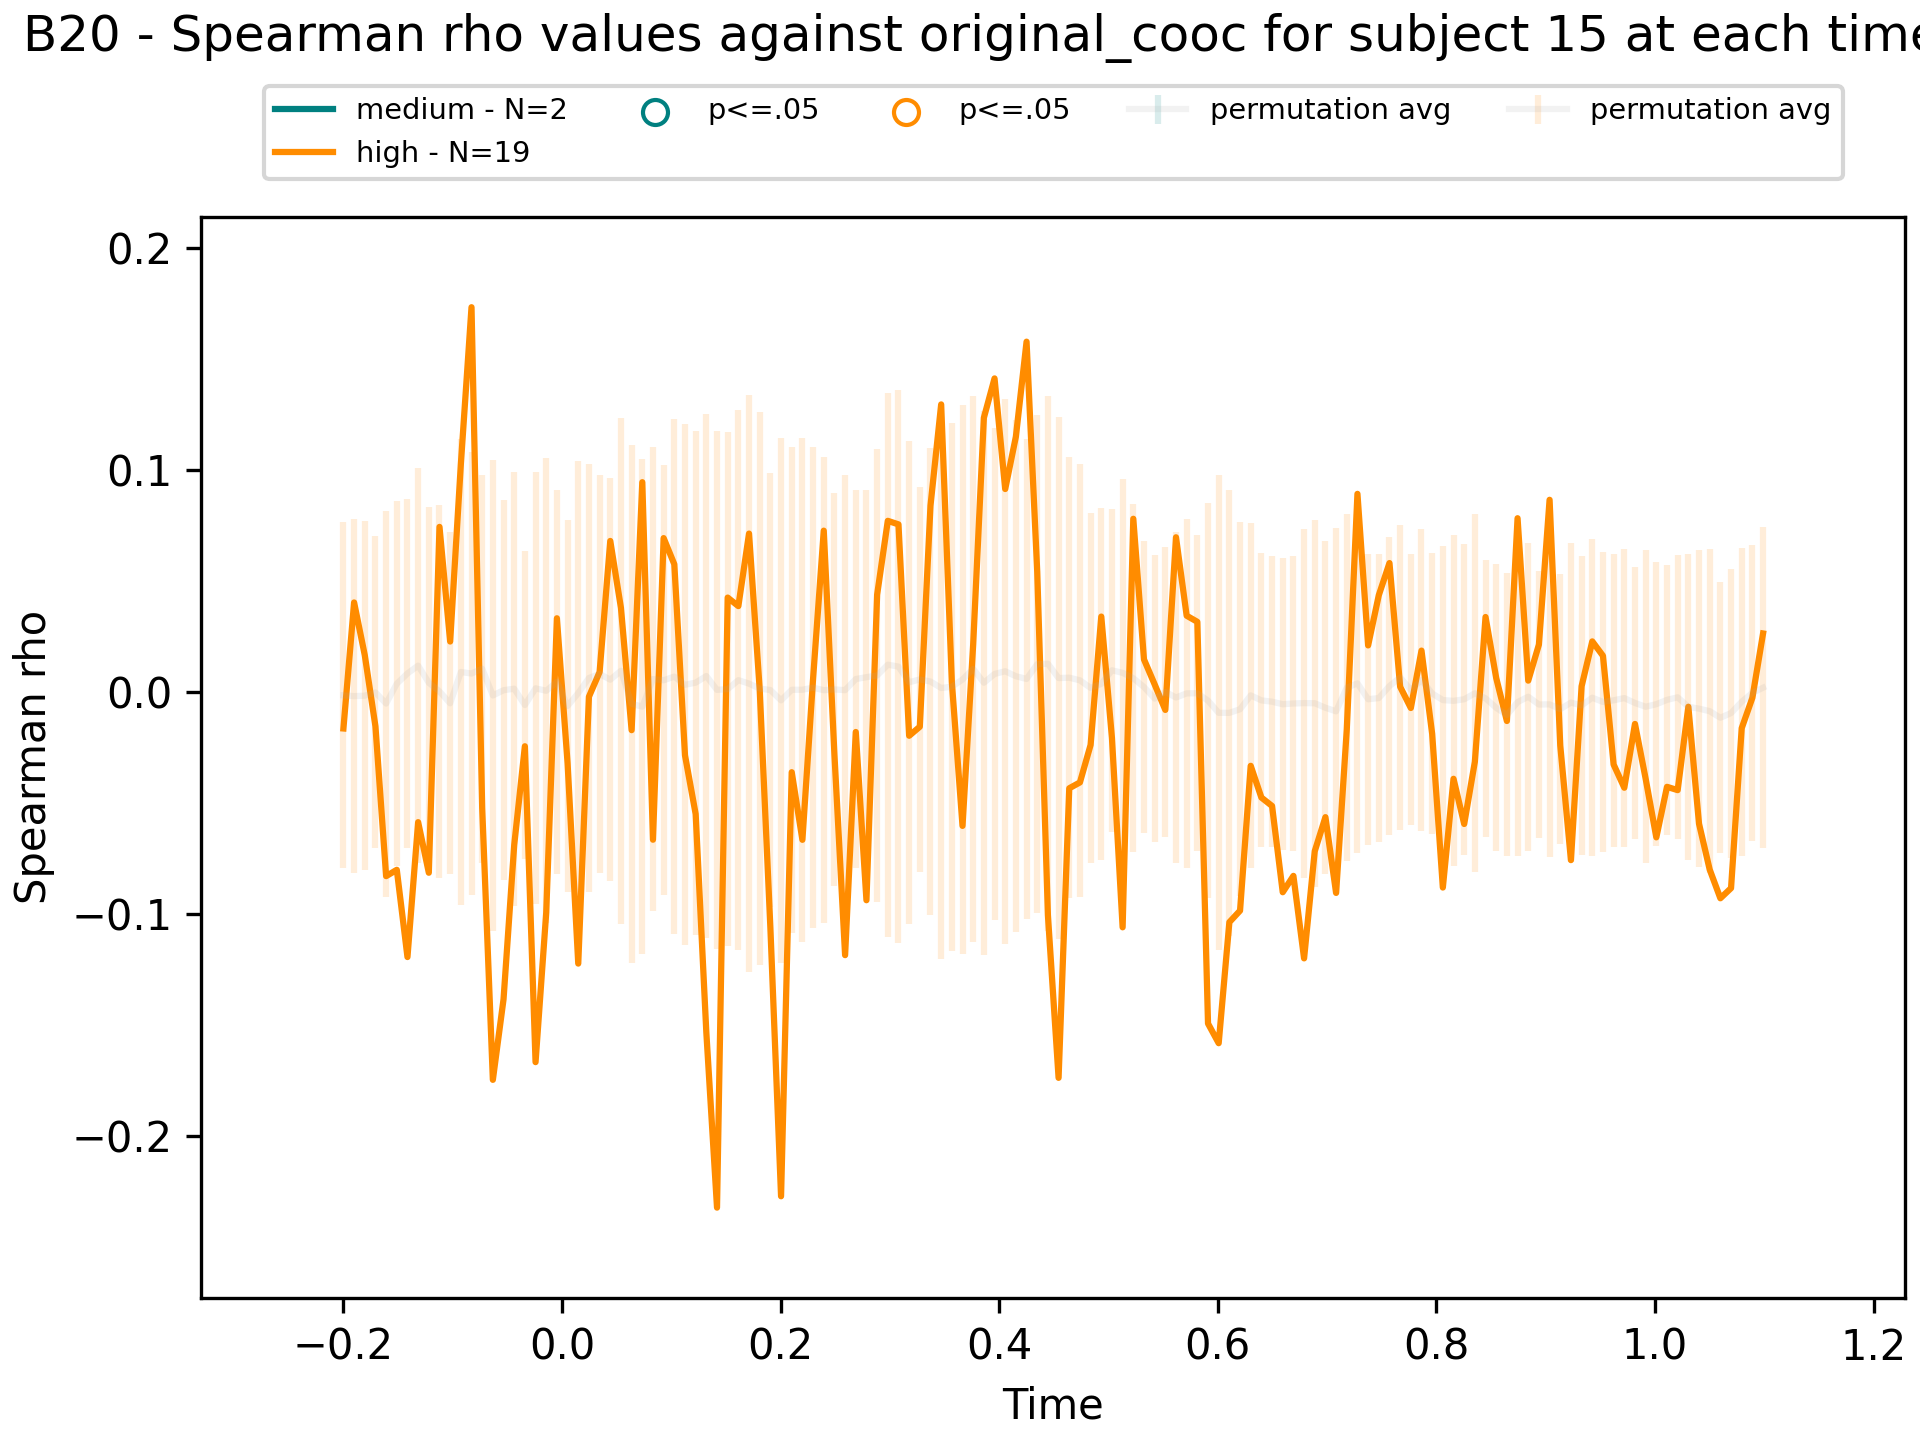 B20 - Spearman rho values against original_cooc for subject 15 at each time
medium - N=2
high - N=19
p<=.05
p<=.05
permutation avg
permutation avg
0.2
0.1
0.0
−0.1
−0.2
Spearman rho
−0.2 0.0 0.2 0.4 0.6 0.8 1.0 1.2
Time